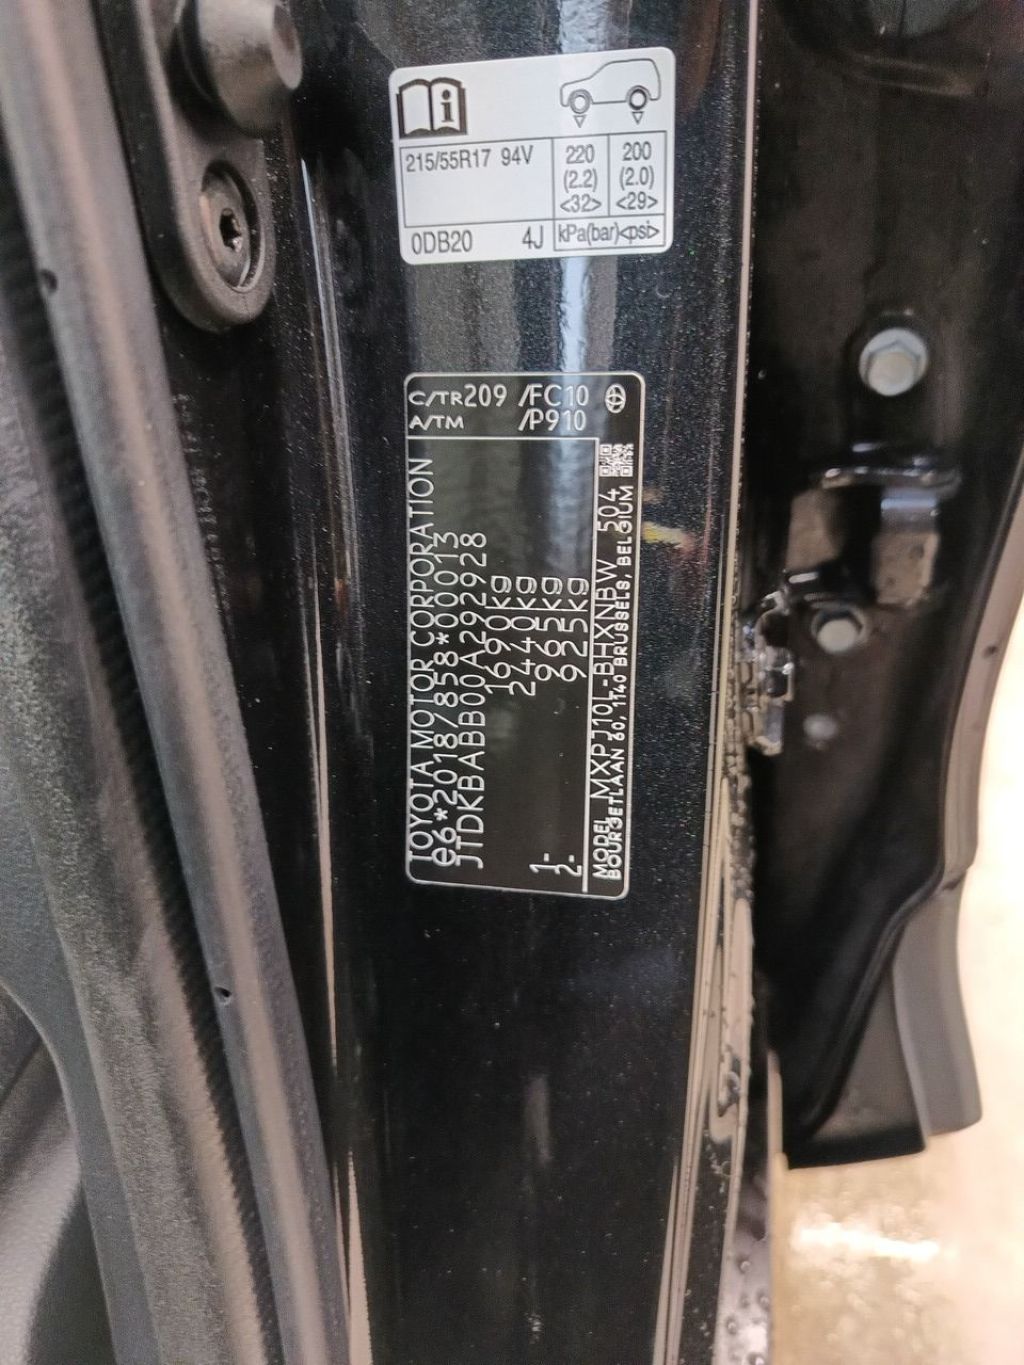 215/55R17 94V
220
(2.2)
<32>
200
(2.0)
<29>
0DB20 4J
kPa(bar)<psi>
C/TR209 /FC10
A/TM /P910
TOYOTA MOTOR CORPORATION
e6*2018/858*00013
JTDKBABB00A292928
1690kg
2440kg
1- 965kg
2- 925kg
MODEL MXPJ10L-BHXNBW 504
BOURGETLAAN 60, 1140 BRUSSELS, BELGIUM